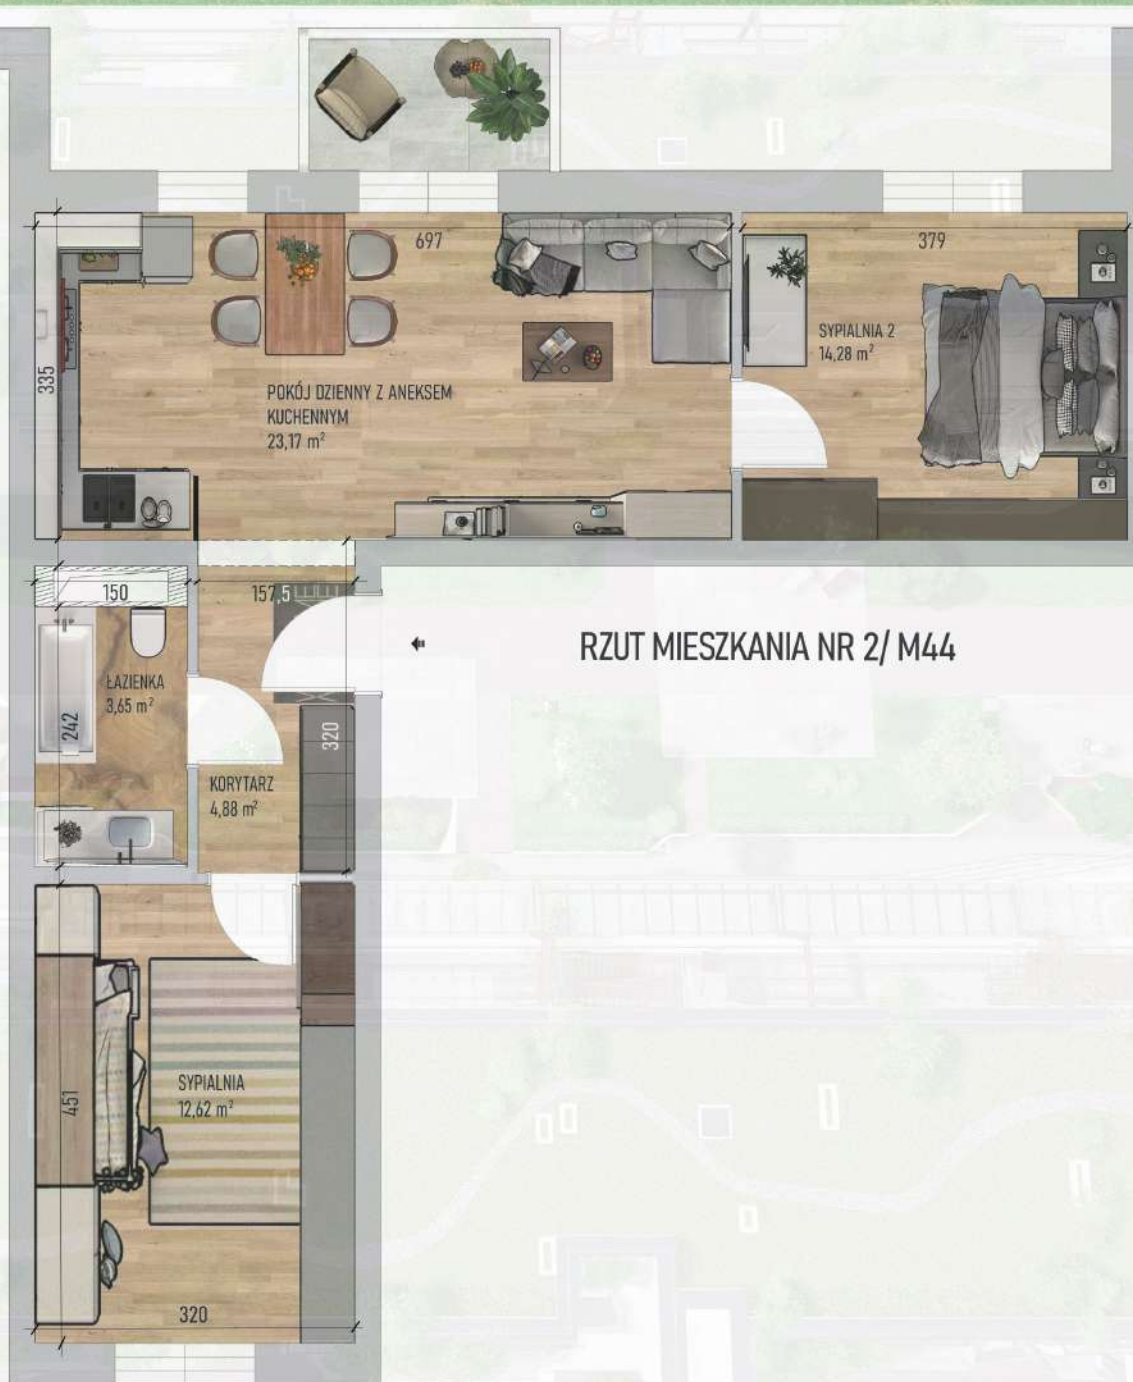 697
379
335
SYPIALNIA 2
14,28 m²
POKÓJ DZIENNY Z ANEKSEM
KUCHENNYM
23,17 m²
150
157,5
RZUT MIESZKANIA NR 2/ M44
ŁAZIENKA
3,65 m²
242
320
KORYTARZ
4,88 m²
SYPIALNIA
12,62 m²
451
320